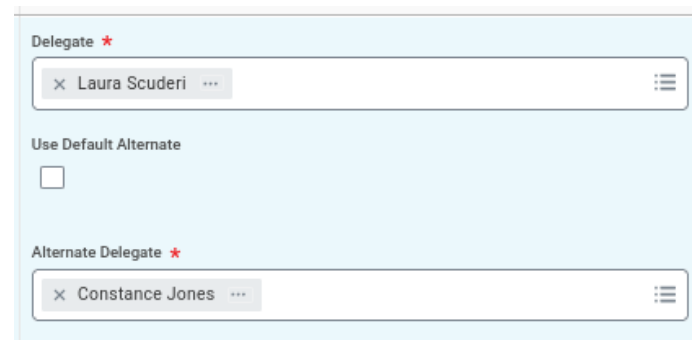 Delegate *
× Laura Scuderi ···
Use Default Alternate
Alternate Delegate *
× Constance Jones ···